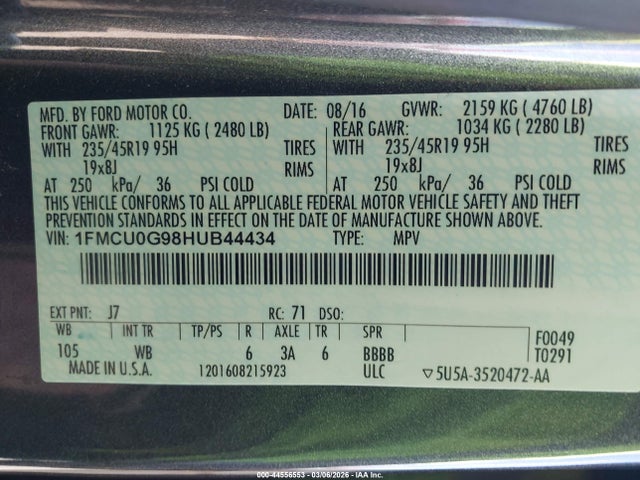 MFD. BY FORD MOTOR CO. DATE: 08/16 GVWR: 2159 KG ( 4760 LB)
FRONT GAWR: 1125 KG ( 2480 LB) REAR GAWR: 1034 KG ( 2280 LB)
WITH 235/45R19 95H TIRES WITH 235/45R19 95H TIRES
19x8J RIMS 19x8J RIMS
AT 250 kPa/ 36 PSI COLD AT 250 kPa/ 36 PSI COLD
THIS VEHICLE CONFORMS TO ALL APPLICABLE FEDERAL MOTOR VEHICLE SAFETY AND THEFT
PREVENTION STANDARDS IN EFFECT ON THE DATE OF MANUFACTURE SHOWN ABOVE.
VIN: 1FMCU0G98HUB44434 TYPE: MPV
EXT PNT: J7 RC: 71 DSO:
WB INT TR TP/PS R AXLE TR SPR F0049
105 WB 6 3A 6 BBBB T0291
MADE IN U.S.A. 1201608215923 ULC ▽5U5A-3520472-AA
000-44556553 - 03/06/2026 - IAAI.COM